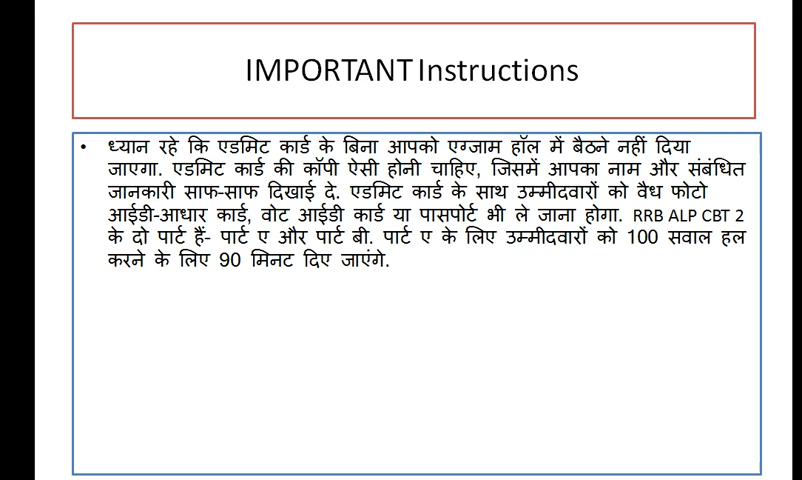 IMPORTANT Instructions
• ध्यान रहे कि एडमिट कार्ड के बिना आपको एग्जाम हॉल में बैठने नहीं दिया
जाएगा. एडमिट कार्ड की कॉपी ऐसी होनी चाहिए, जिसमें आपका नाम और संबंधित
जानकारी साफ-साफ दिखाई दे. एडमिट कार्ड के साथ उम्मीदवारों को वैध फोटो
आईडी-आधार कार्ड, वोट आईडी कार्ड या पासपोर्ट भी ले जाना होगा. RRB ALP CBT 2
के दो पार्ट हैं- पार्ट ए और पार्ट बी. पार्ट ए के लिए उम्मीदवारों को 100 सवाल हल
करने के लिए 90 मिनट दिए जाएंगे.